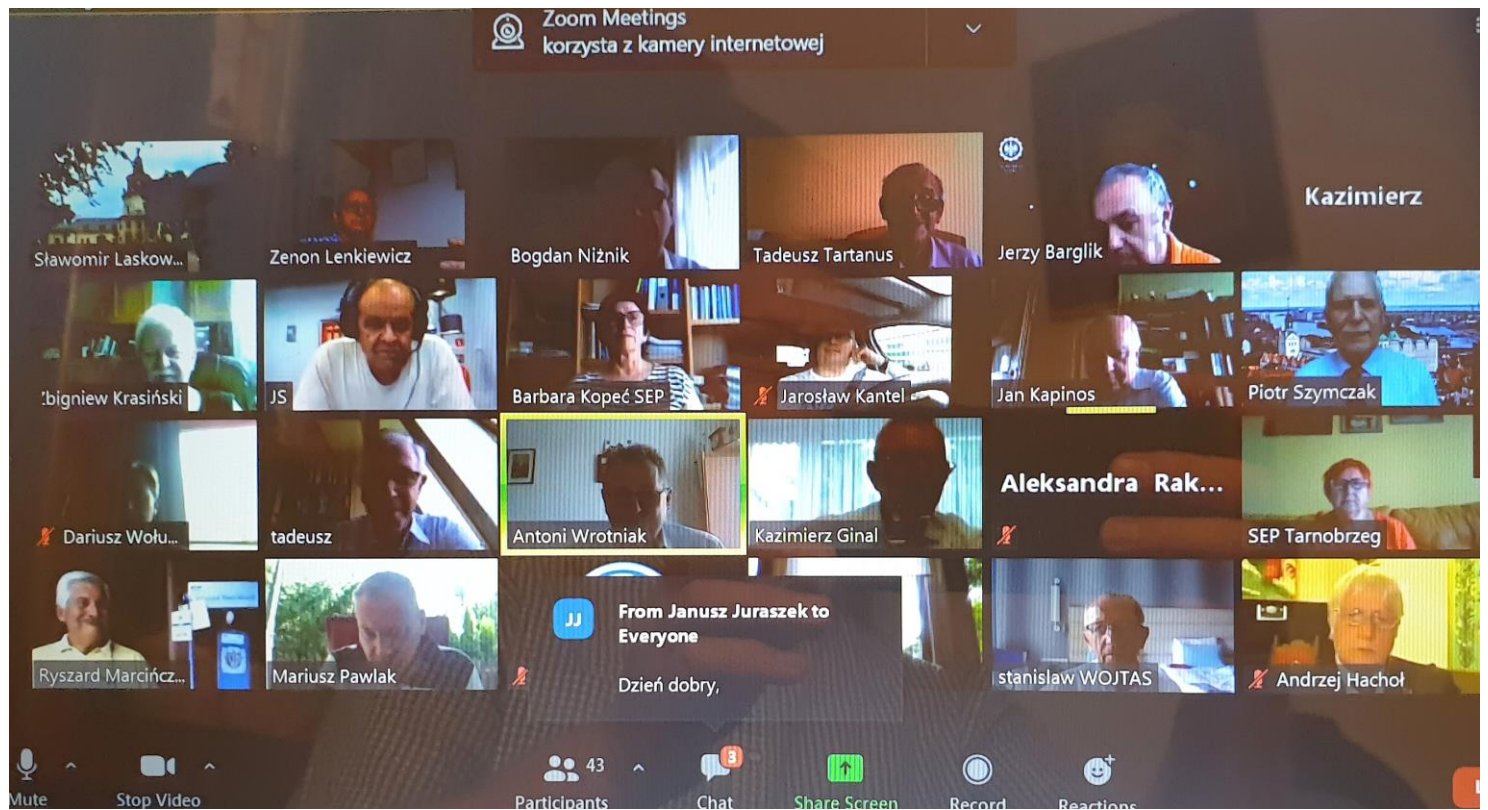 Zoom Meetings
korzysta z kamery internetowej
Sławomir Laskow...
Zenon Lenkiewicz
Bogdan Niżnik
Tadeusz Tartanus
Jerzy Barglik
Kazimierz
Zbigniew Krasiński
JS
Barbara Kopeć SEP
Jarosław Kantel
Jan Kapinos
Piotr Szymczak
Dariusz Wołu...
tadeusz
Antoni Wrotniak
Kazimierz Ginal
Aleksandra Rak...
SEP Tarnobrzeg
Ryszard Marcińcz...
Mariusz Pawlak
JJ
From Janusz Juraszek to
Everyone
Dzień dobry,
stanislaw WOJTAS
Andrzej Hachoł
Mute
Stop Video
43
Participants
3
Chat
Share Screen
Record
Reactions